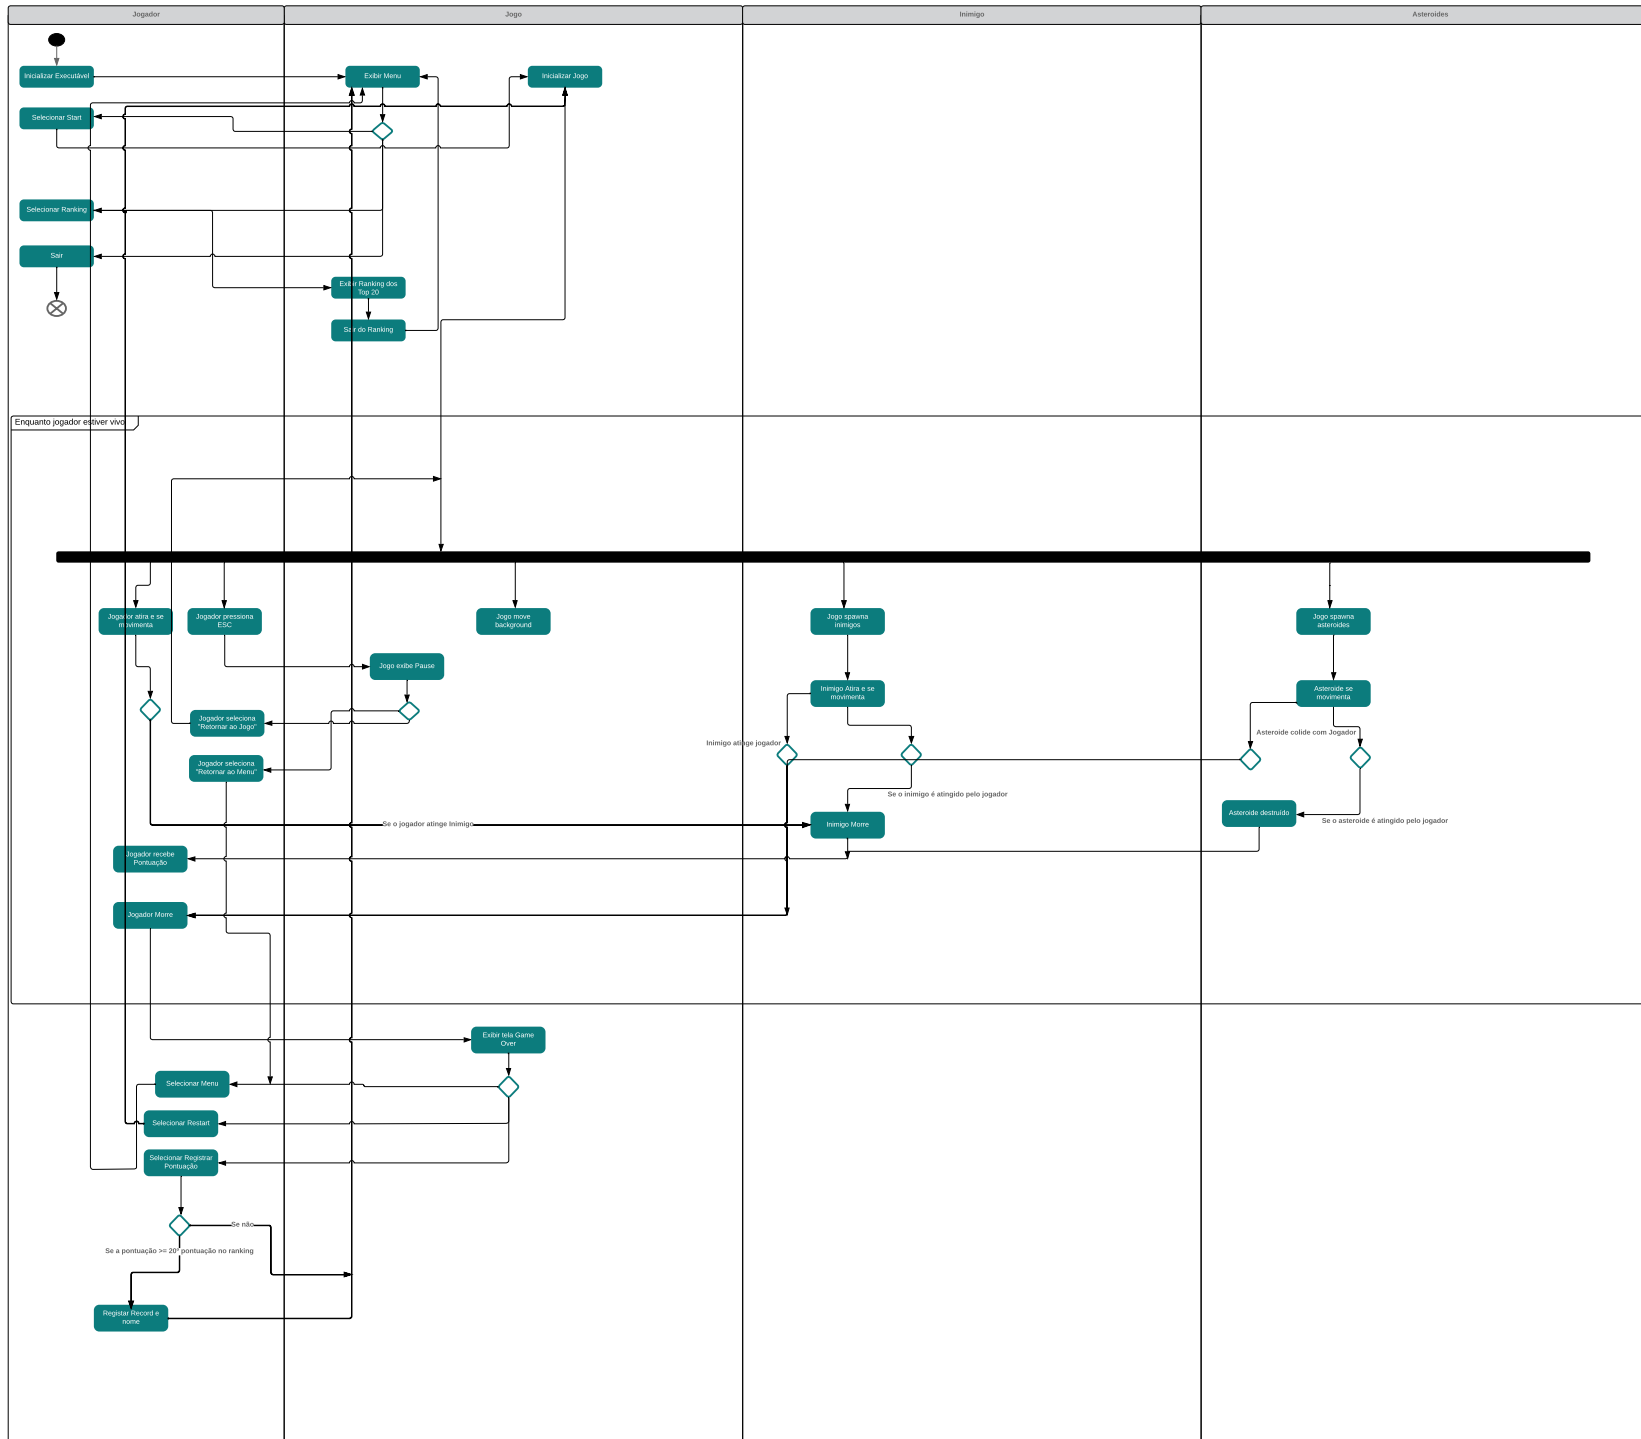 Jogador
Jogo
Inimigo
Asteroides
Inicializar Executável
Exibir Menu
Inicializar Jogo
Selecionar Start
Selecionar Ranking
Sair
Exibir Ranking dos
Top 20
Sair do Ranking
Enquanto jogador estiver vivo
Jogador atira e se
movimenta
Jogador pressiona
ESC
Jogo move
background
Jogo spawna
inimigos
Jogo spawna
asteroides
Jogo exibe Pause
Inimigo Atira e se
movimenta
Asteroide se
movimenta
Jogador seleciona
"Retornar ao Jogo"
Asteroide colide com Jogador
Inimigo atinge jogador
Jogador seleciona
"Retornar ao Menu"
Se o inimigo é atingido pelo jogador
Asteroide destruído
Se o asteroide é atingido pelo jogador
Se o jogador atinge Inimigo
Inimigo Morre
Jogador recebe
Pontuação
Jogador Morre
Exibir tela Game
Over
Selecionar Menu
Selecionar Restart
Selecionar Registrar
Pontuação
Se não
Se a pontuação >= 20ª pontuação no ranking
Registar Record e
nome